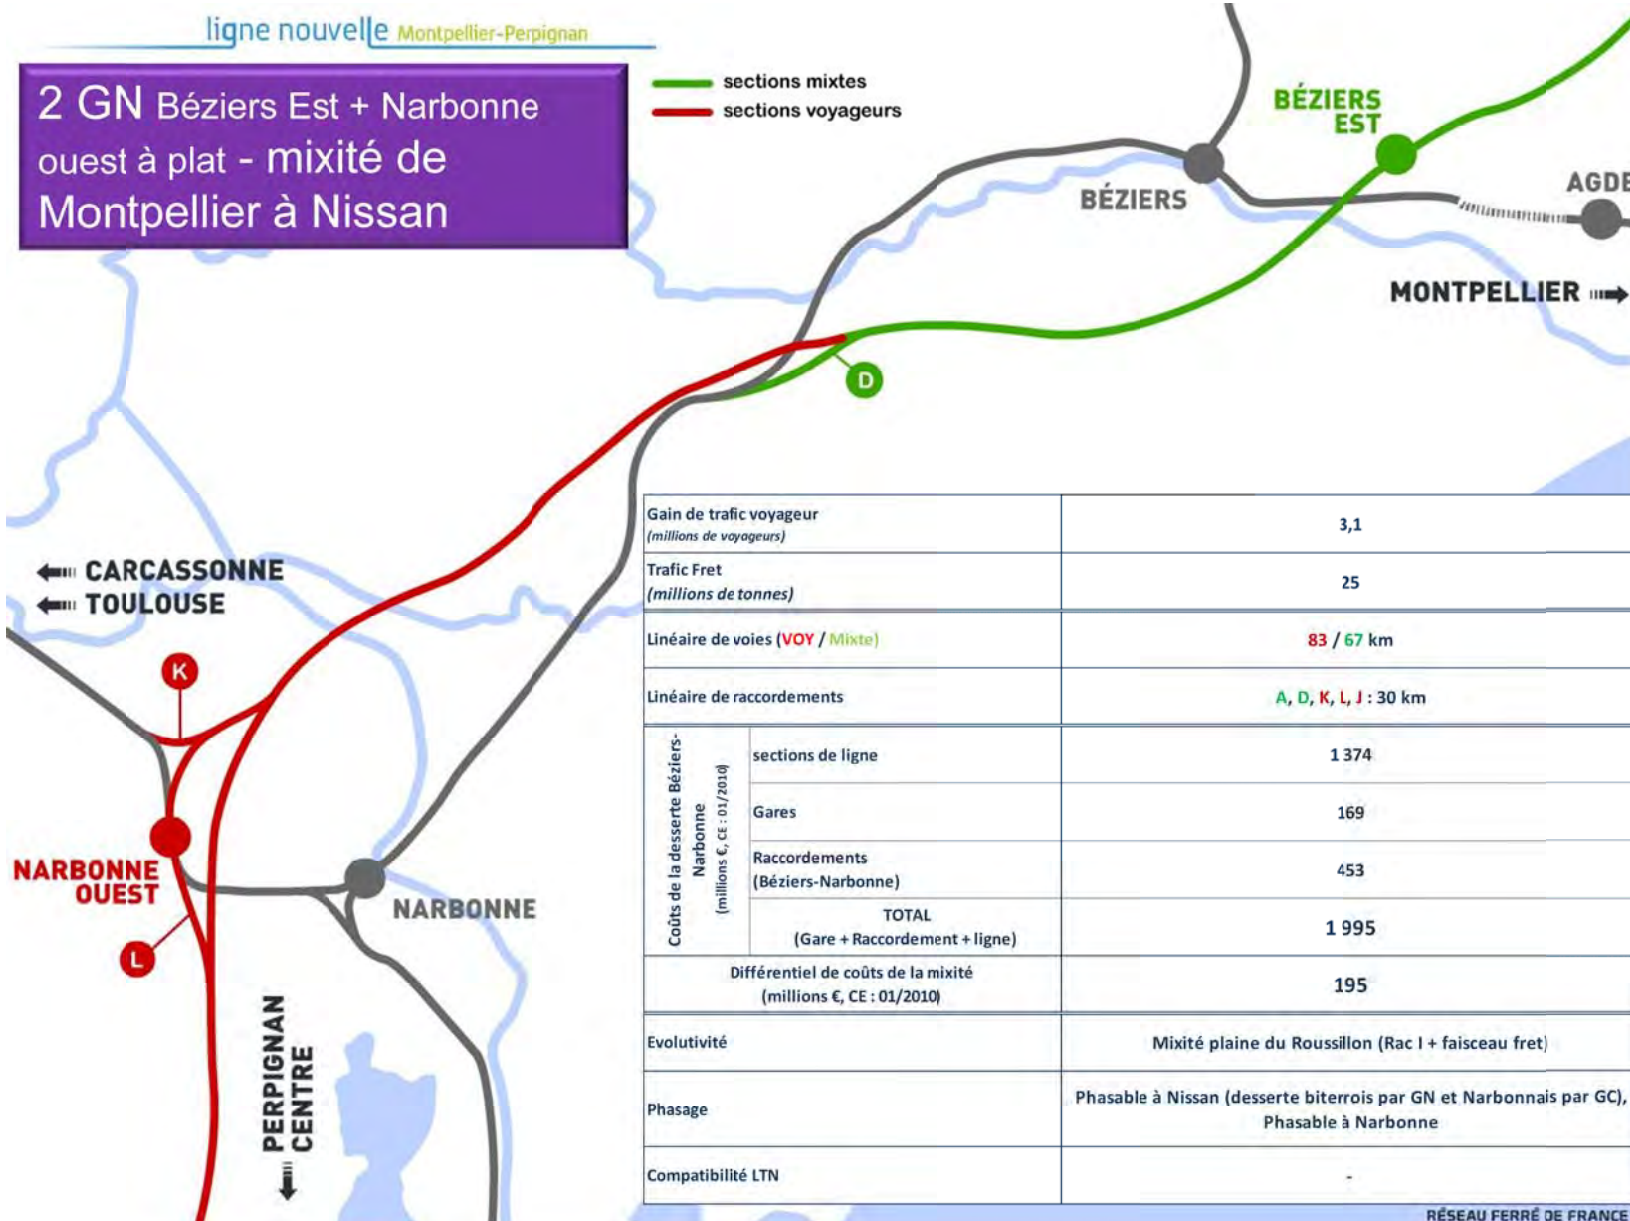 ligne nouvelle Montpellier-Perpignan
2 GN Béziers Est + Narbonne
ouest à plat - mixité de
Montpellier à Nissan
sections mixtes
sections voyageurs
BÉZIERS
EST
AGDE
BÉZIERS
MONTPELLIER
D
CARCASSONNE
TOULOUSE
K
NARBONNE
OUEST
NARBONNE
L
PERPIGNAN
CENTRE
Gain de trafic voyageur
(millions de voyageurs)
3,1
Trafic Fret
(millions de tonnes)
25
Linéaire de voies (VOY / Mixte)
83 / 67 km
Linéaire de raccordements
A, D, K, L, J : 30 km
Coûts de la desserte Béziers-
Narbonne
(millions €, CE : 01/2010)
sections de ligne
1 374
Gares
169
Raccordements
(Béziers-Narbonne)
453
TOTAL
(Gare + Raccordement + ligne)
1 995
Différentiel de coûts de la mixité
(millions €, CE : 01/2010)
195
Evolutivité
Mixité plaine du Roussillon (Rac I + faisceau fret)
Phasage
Phasable à Nissan (desserte biterrois par GN et Narbonnais par GC),
Phasable à Narbonne
Compatibilité LTN
-
RÉSEAU FERRÉ DE FRANCE